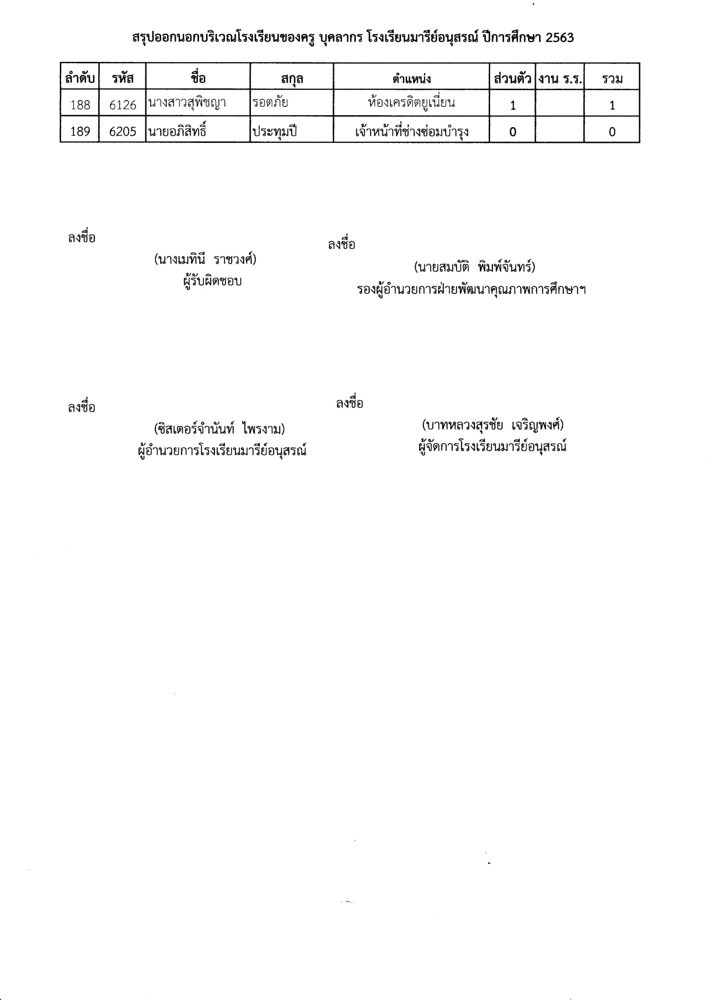 สรุปออกนอกบริเวณโรงเรียนของครู บุคลากร โรงเรียนมารีย์อนุสรณ์ ปีการศึกษา 2563
ลำดับ รหัส ชื่อ สกุล ตำแหน่ง ส่วนตัว งาน ร.ร. รวม
188 6126 นางสาวสุพิชญา รอตภัย ห้องเครดิตยูเนี่ยน 1 1
189 6205 นายอภิสิทธิ์ ประทุมปี เจ้าหน้าที่ช่างซ่อมบำรุง 0 0
ลงชื่อ
(นางเมทินี ราชวงศ์)
ผู้รับผิดชอบ
ลงชื่อ
(นายสมบัติ พิมพ์จันทร์)
รองผู้อำนวยการฝ่ายพัฒนาคุณภาพการศึกษาฯ
ลงชื่อ
(ซิสเตอร์จำนันท์ ไพรงาม)
ผู้อำนวยการโรงเรียนมารีย์อนุสรณ์
ลงชื่อ
(บาทหลวงสุรชัย เจริญพงศ์)
ผู้จัดการโรงเรียนมารีย์อนุสรณ์